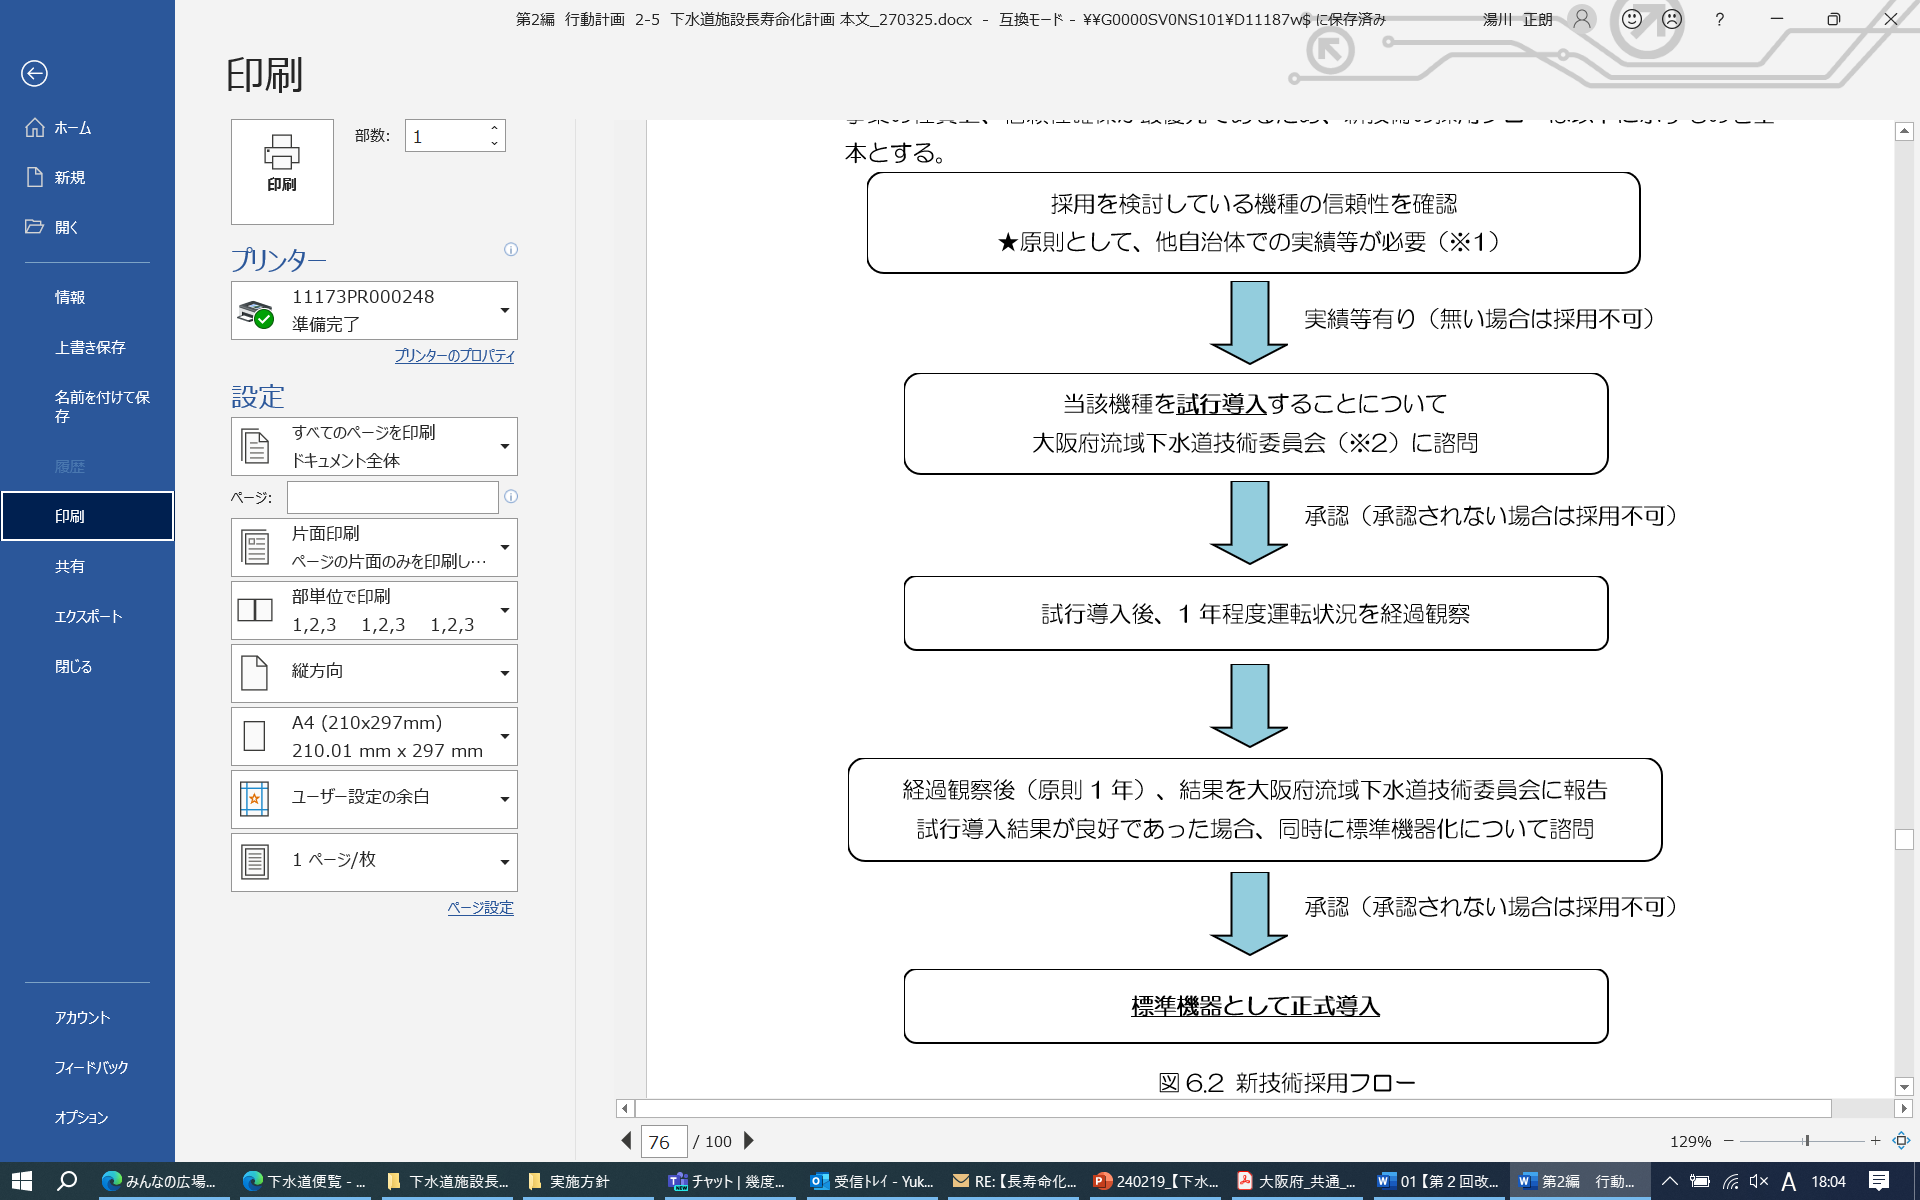 第2編 行動計画 2-5 下水道施設長寿命化計画 本文_270325.docx - 互換モード - ¥¥G0000SV0NS101¥D11187w$ に保存済み
湯川 正朗
?
印刷
ホーム
新規
開く
情報
上書き保存
名前を付けて保
存
履歴
印刷
共有
エクスポート
閉じる
アカウント
フィードバック
オプション
印刷
部数: 1
プリンター
11173PR000248
準備完了
プリンターのプロパティ
設定
すべてのページを印刷
ドキュメント全体
ページ:
片面印刷
ページの片面のみを印刷し…
部単位で印刷
1,2,3 1,2,3 1,2,3
縦方向
A4 (210x297mm)
210.01 mm x 297 mm
ユーザー設定の余白
1 ページ/枚
ページ設定
本とする。
採用を検討している機種の信頼性を確認
★原則として、他自治体での実績等が必要（※1）
実績等有り（無い場合は採用不可）
当該機種を試行導入することについて
大阪府流域下水道技術委員会（※2）に諮問
承認（承認されない場合は採用不可）
試行導入後、1 年程度運転状況を経過観察
経過観察後（原則 1 年）、結果を大阪府流域下水道技術委員会に報告
試行導入結果が良好であった場合、同時に標準機器化について諮問
承認（承認されない場合は採用不可）
標準機器として正式導入
図 6.2 新技術採用フロー
76 / 100
129%
みんなの広場...
下水道便覧 - ...
下水道施設長...
実施方針
チャット | 幾度...
受信トレイ - Yuk...
RE:【長寿命化...
240219_【下水...
大阪府_共通_...
01【第２回改...
第2編 行動...
A
18:04